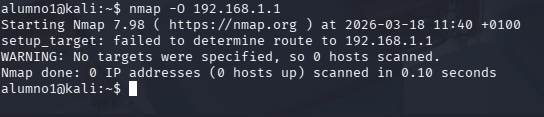 alumno1@kali:~$ nmap -O 192.168.1.1
Starting Nmap 7.98 ( https://nmap.org ) at 2026-03-18 11:40 +0100
setup_target: failed to determine route to 192.168.1.1
WARNING: No targets were specified, so 0 hosts scanned.
Nmap done: 0 IP addresses (0 hosts up) scanned in 0.10 seconds
alumno1@kali:~$